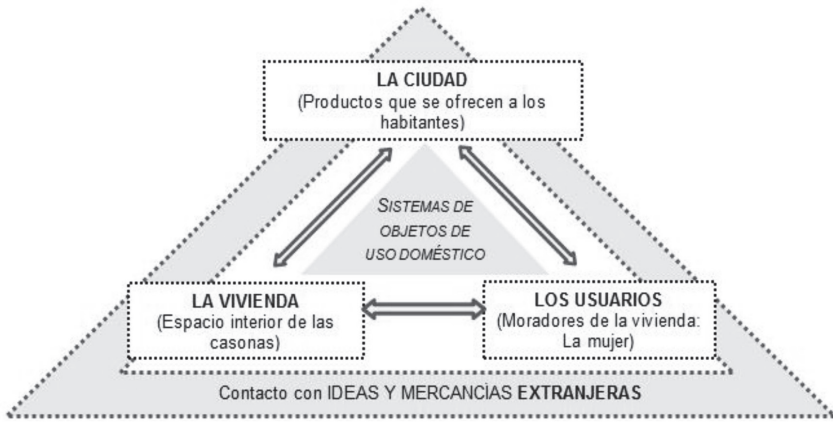 LA CIUDAD
(Productos que se ofrecen a los
habitantes)
SISTEMAS DE
OBJETOS DE
USO DOMÉSTICO
LA VIVIENDA
(Espacio interior de las
casonas)
LOS USUARIOS
(Moradores de la vivienda:
La mujer)
Contacto con IDEAS Y MERCANCÌAS EXTRANJERAS